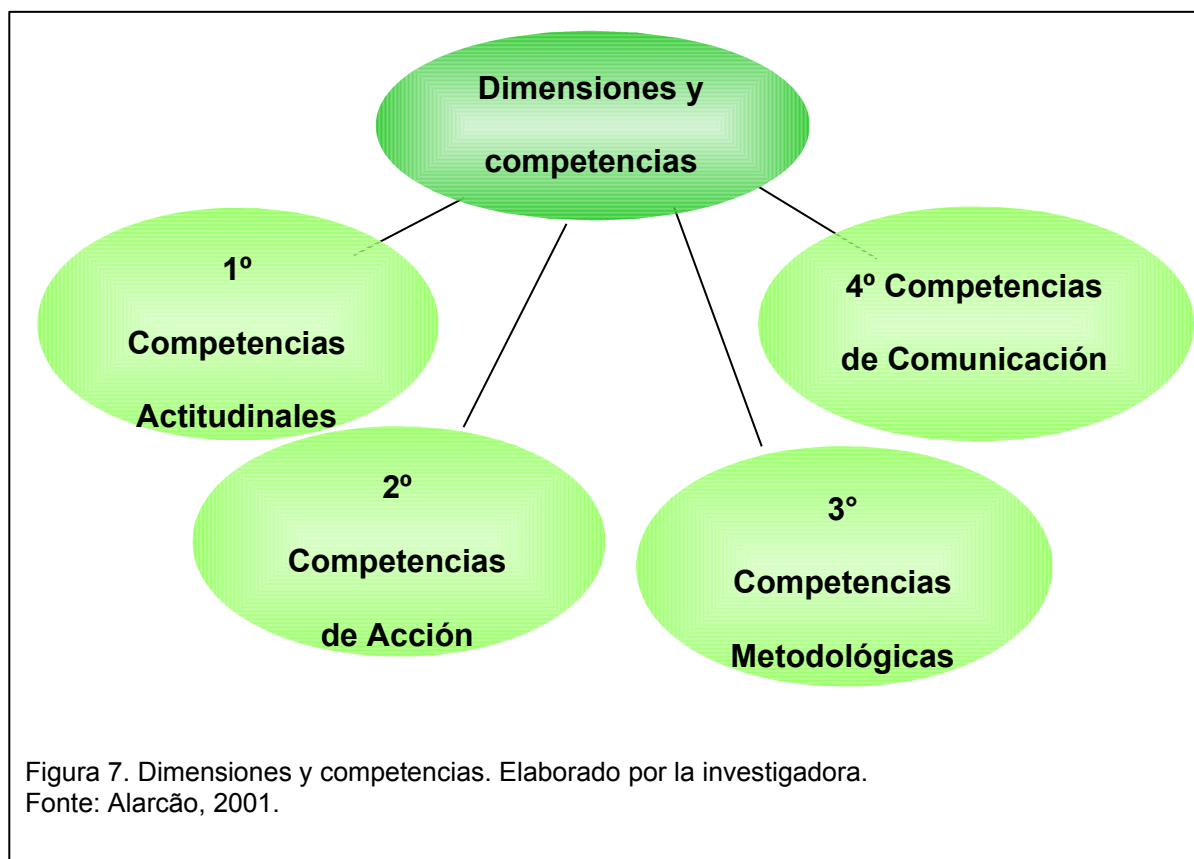 Dimensiones y
competencias
1º
Competencias
Actitudinales
2º
Competencias
de Acción
3°
Competencias
Metodológicas
4º Competencias
de Comunicación
Figura 7. Dimensiones y competencias. Elaborado por la investigadora.
Fonte: Alarcão, 2001.